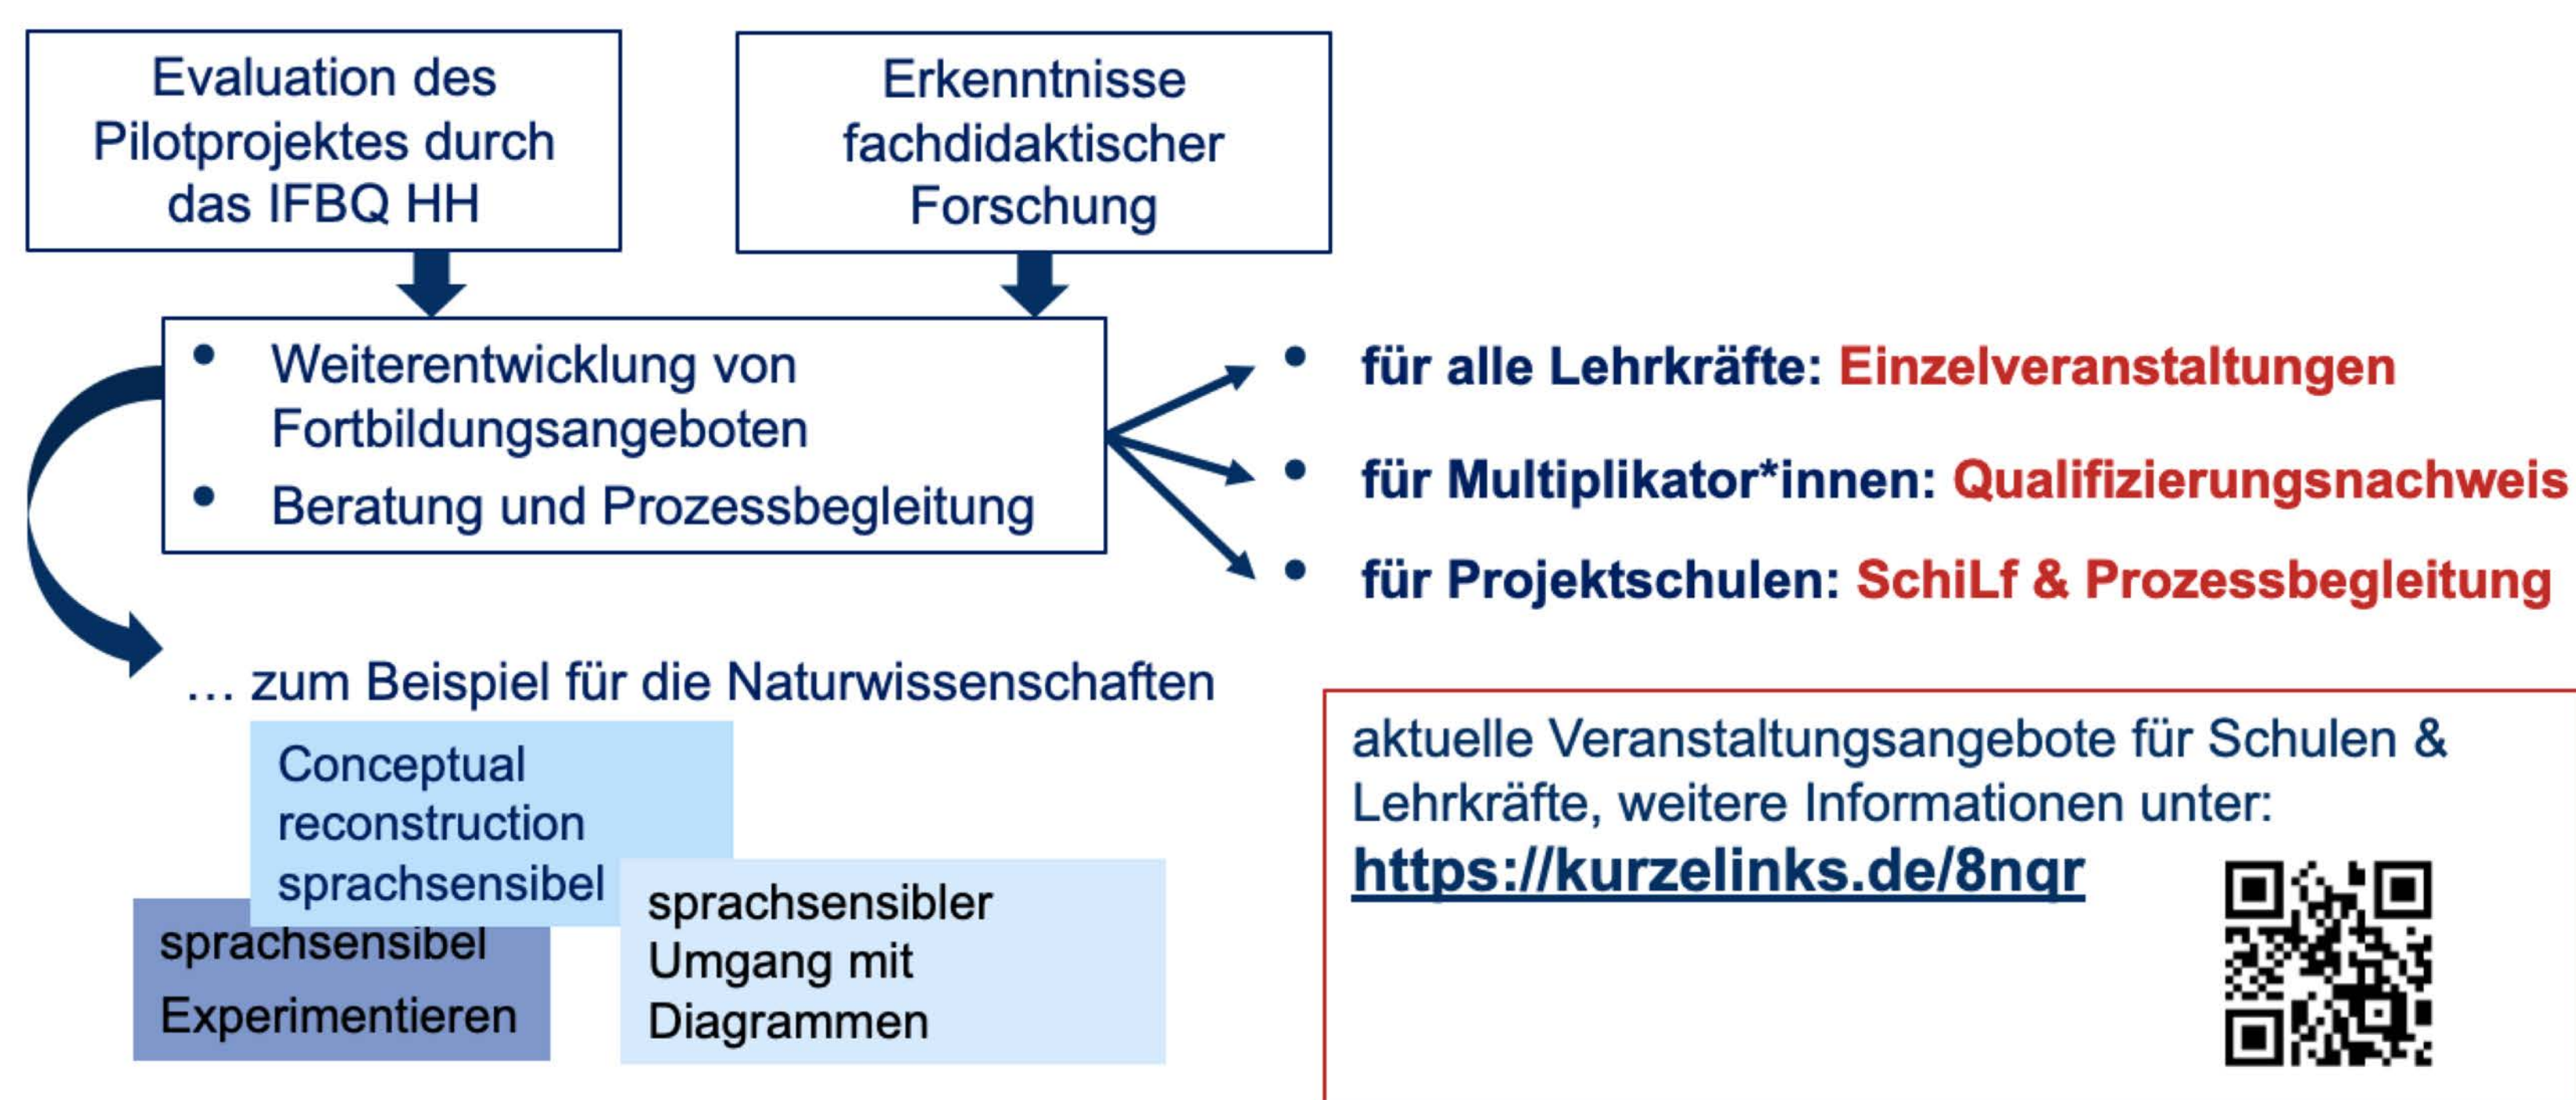 Evaluation des
Pilotprojektes durch
das IFBQ HH
Erkenntnisse
fachdidaktischer
Forschung
• Weiterentwicklung von
Fortbildungsangeboten
• Beratung und Prozessbegleitung
• für alle Lehrkräfte: Einzelveranstaltungen
• für Multiplikator*innen: Qualifizierungsnachweis
• für Projektschulen: SchiLf & Prozessbegleitung
... zum Beispiel für die Naturwissenschaften
Conceptual
reconstruction
sprachsensibel
sprachsensibel
Experimentieren
sprachsensibler
Umgang mit
Diagrammen
aktuelle Veranstaltungsangebote für Schulen &
Lehrkräfte, weitere Informationen unter:
https://kurzelinks.de/8nqr